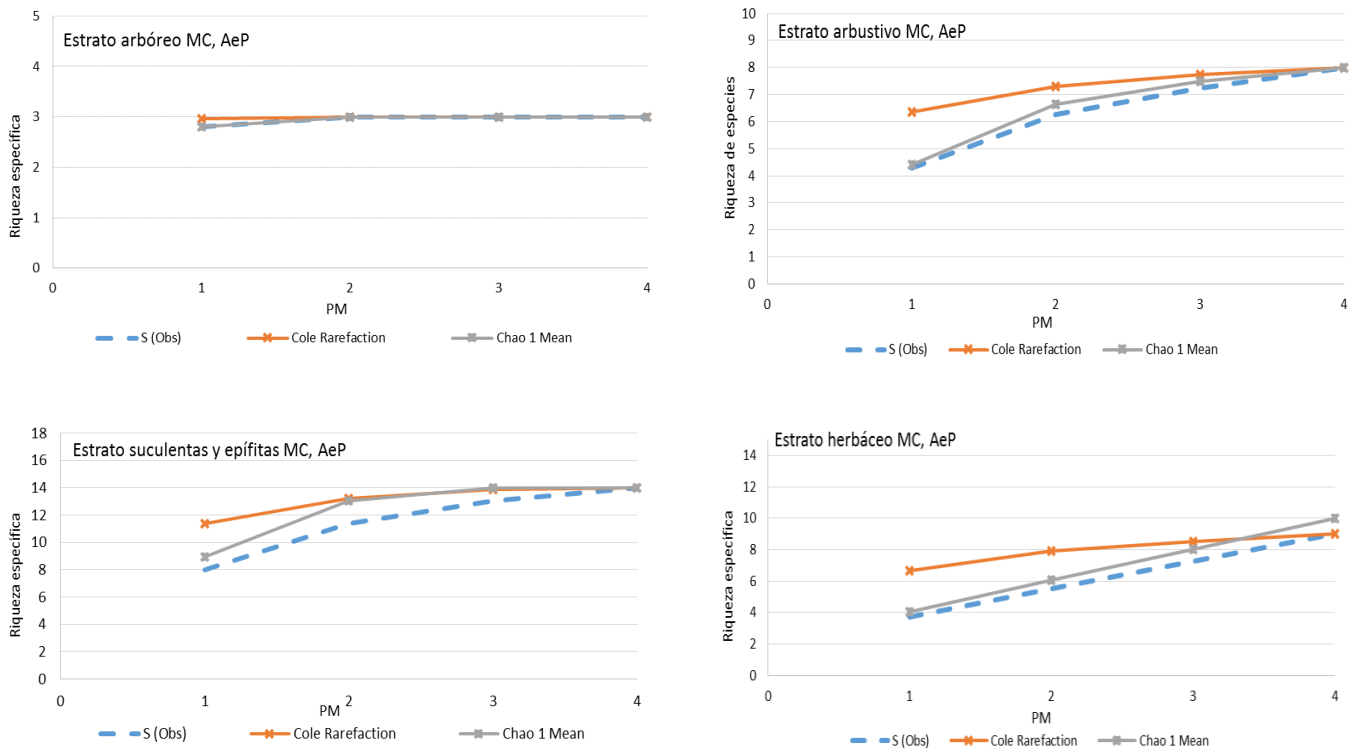 Estrato arbóreo MC, AeP
Riqueza específica
5
4
3
2
1
0
0 1 2 3 4
PM
S (Obs) Cole Rarefaction Chao 1 Mean
Estrato arbustivo MC, AeP
Riqueza de especies
10
9
8
7
6
5
4
3
2
1
0
0 1 2 3 4
PM
S (Obs) Cole Rarefaction Chao 1 Mean
Estrato suculentas y epífitas MC, AeP
Riqueza específica
18
16
14
12
10
8
6
4
2
0
0 1 2 3 4
PM
S (Obs) Cole Rarefaction Chao 1 Mean
Estrato herbáceo MC, AeP
Riqueza específica
14
12
10
8
6
4
2
0
0 1 2 3 4
PM
S (Obs) Cole Rarefaction Chao 1 Mean